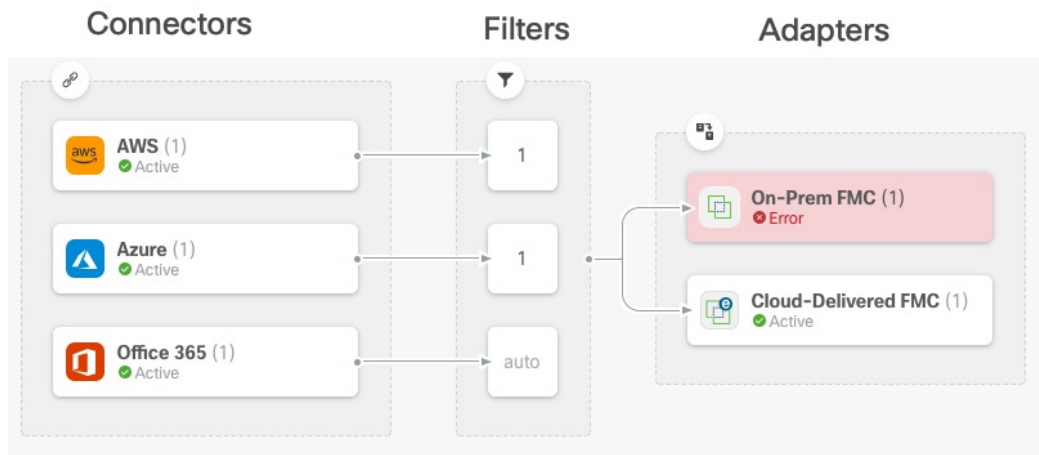 Connectors
Filters
Adapters
aws
AWS (1)
Active
1
Azure (1)
Active
1
Office 365 (1)
Active
auto
On-Prem FMC (1)
Error
Cloud-Delivered FMC (1)
Active